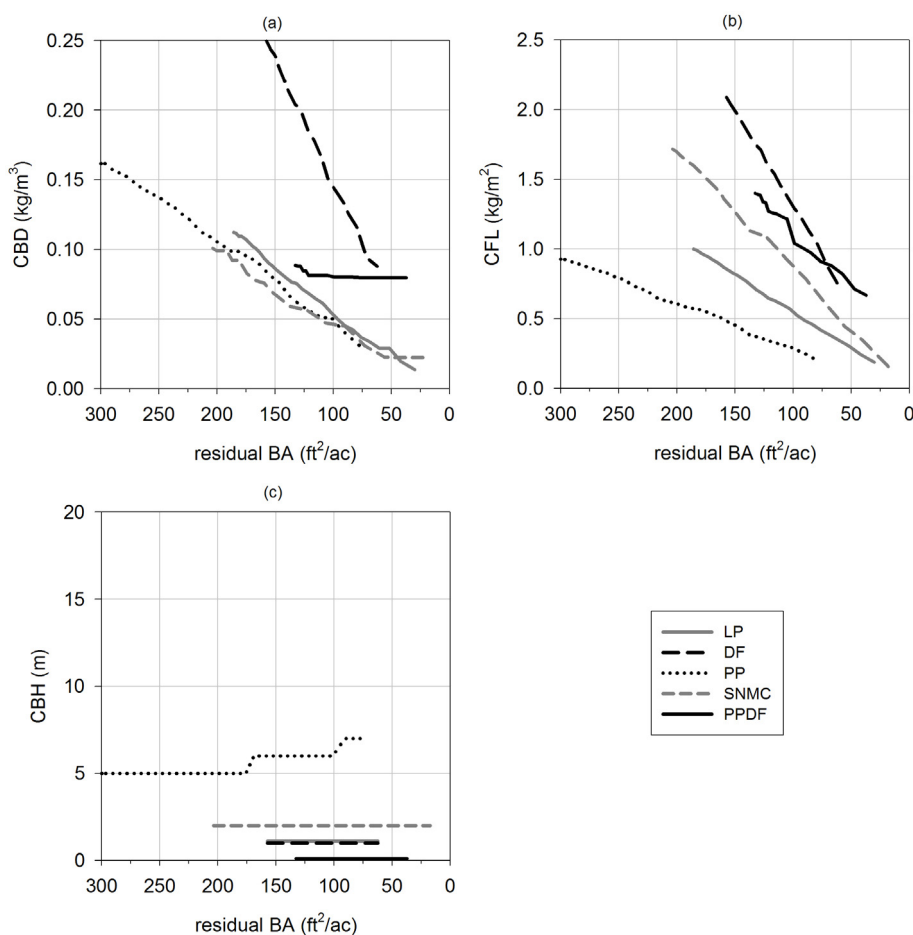 (a)
0.25
0.20
0.15
0.10
0.05
0.00
CBD (kg/m³)
300 250 200 150 100 50 0
residual BA (ft²/ac)
(b)
2.5
2.0
1.5
1.0
0.5
0.0
CFL (kg/m²)
300 250 200 150 100 50 0
residual BA (ft²/ac)
(c)
20
15
10
5
0
CBH (m)
300 250 200 150 100 50 0
residual BA (ft²/ac)
LP
DF
PP
SNMC
PPDF